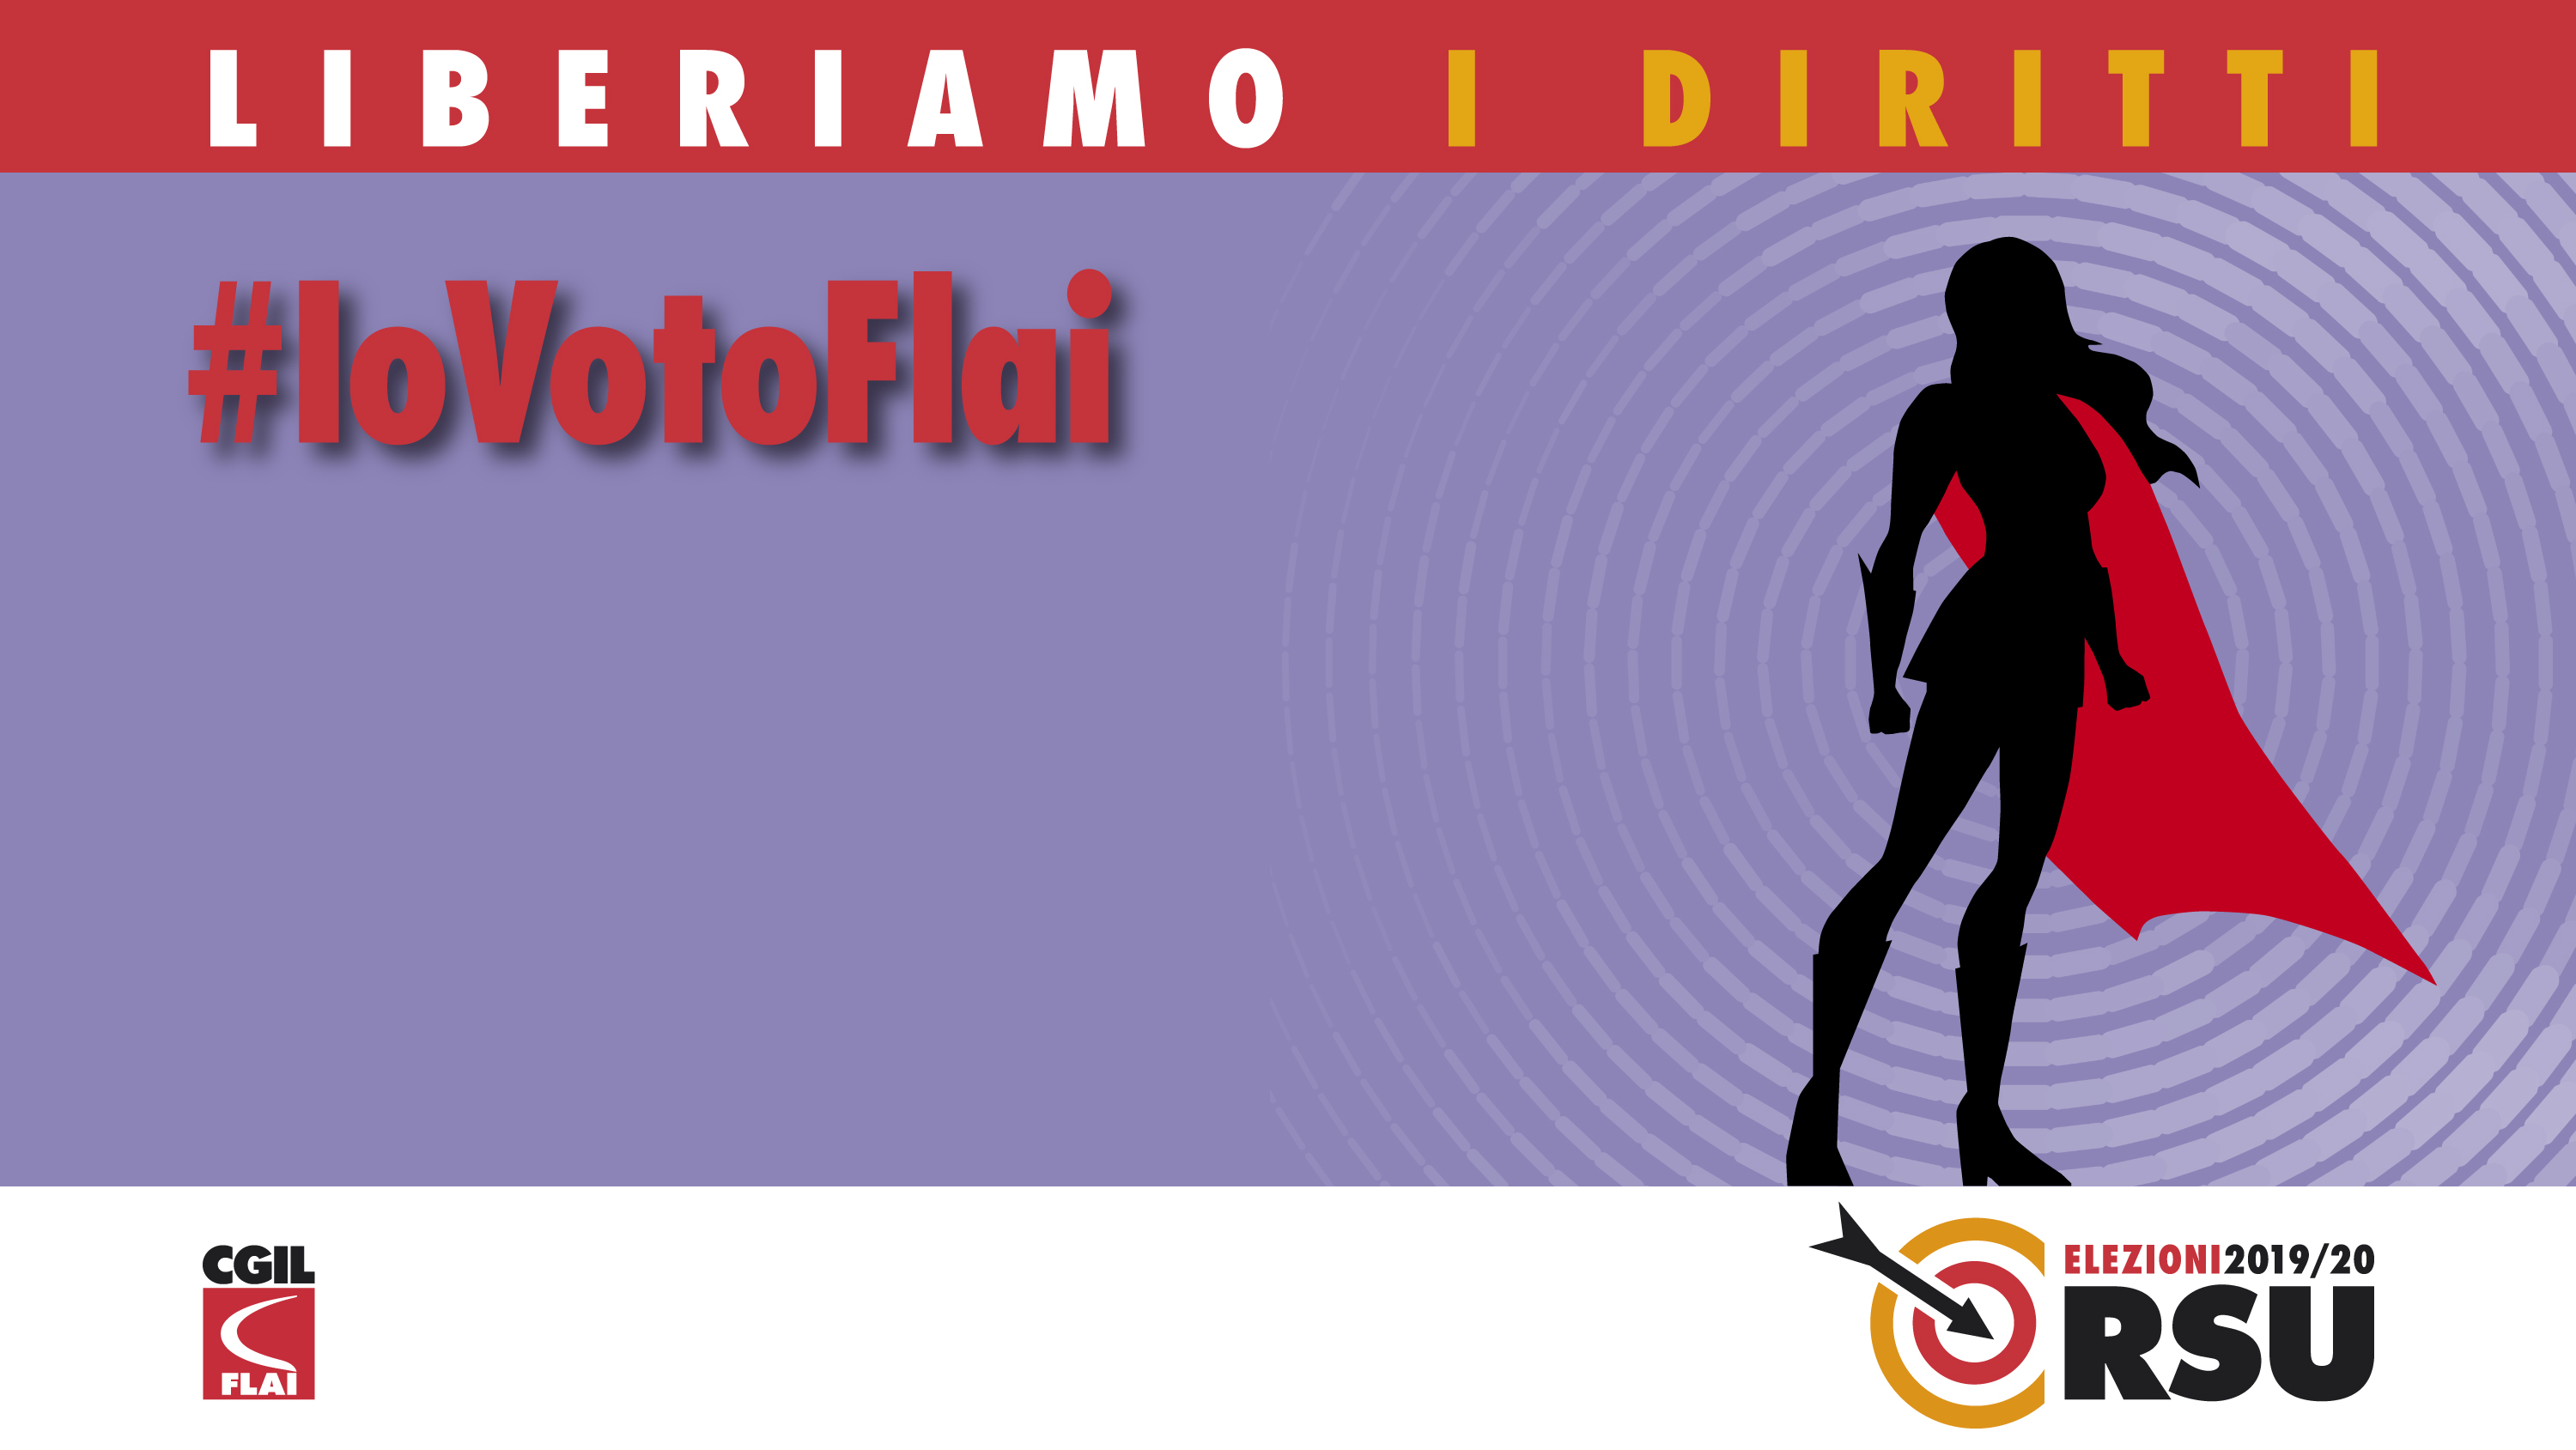 LIBERIAMO I DIRITTI
#IoVotoFlai
CGIL
FLAI
ELEZIONI2019/20
RSU